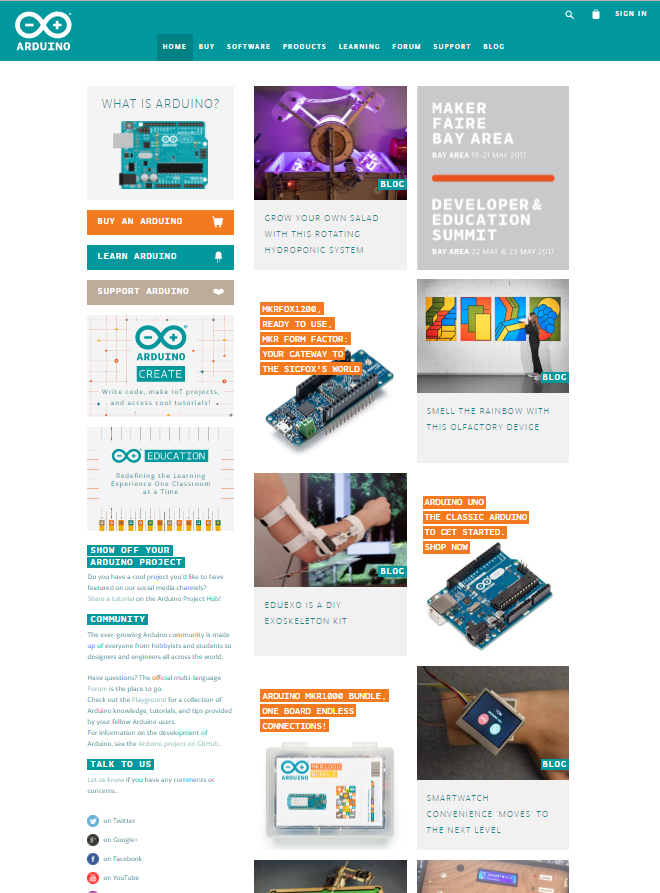 ARDUINO
SIGN IN
HOME BUY SOFTWARE PRODUCTS LEARNING FORUM SUPPORT BLOG
WHAT IS ARDUINO?
BUY AN ARDUINO
LEARN ARDUINO
SUPPORT ARDUINO
ARDUINO
CREATE
Write code, make IoT projects,
and access cool tutorials!
EDUCATION
Redefining the Learning
Experience One Classroom
at a Time
SHOW OFF YOUR
ARDUINO PROJECT
Do you have a cool project you'd like to have
featured on our social media channels?
Share a tutorial on the Arduino Project Hub!
COMMUNITY
The ever-growing Arduino community is made
up of everyone from hobbyists and students to
designers and engineers all across the world.
Have questions? The official multi-language
Forum is the place to go.
Check out the Playground for a collection of
Arduino knowledge, tutorials, and tips provided
by your fellow Arduino users.
For information on the development of
Arduino, see the Arduino project on GitHub.
TALK TO US
Let us know if you have any comments or
concerns..
on Twitter
on Google+
on Facebook
on YouTube
BLOG
GROW YOUR OWN SALAD
WITH THIS ROTATING
HYDROPONIC SYSTEM
MKRFOX1200,
READY TO USE,
MKR FORM FACTOR:
YOUR GATEWAY TO
THE SIGFOX'S WORLD
BLOG
EDUEXO IS A DIY
EXOSKELETON KIT
ARDUINO MKR1000 BUNDLE,
ONE BOARD ENDLESS
CONNECTIONS!
ARDUINO
MKR1000
BUNDLE
MAKER
FAIRE
BAY AREA
BAY AREA 19-21 MAY 2017
DEVELOPER &
EDUCATION
SUMMIT
BAY AREA 22 MAY & 23 MAY 2017
BLOG
SMELL THE RAINBOW WITH
THIS OLFACTORY DEVICE
ARDUINO UNO
THE CLASSIC ARDUINO
TO GET STARTED.
SHOP NOW
BLOG
SMARTWATCH
CONVENIENCE 'MOVES' TO
THE NEXT LEVEL